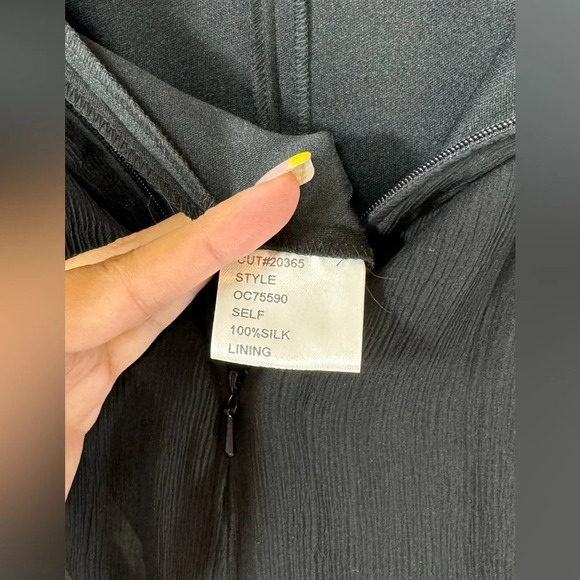 CUT#20365
STYLE
OC75590
SELF
100%SILK
LINING